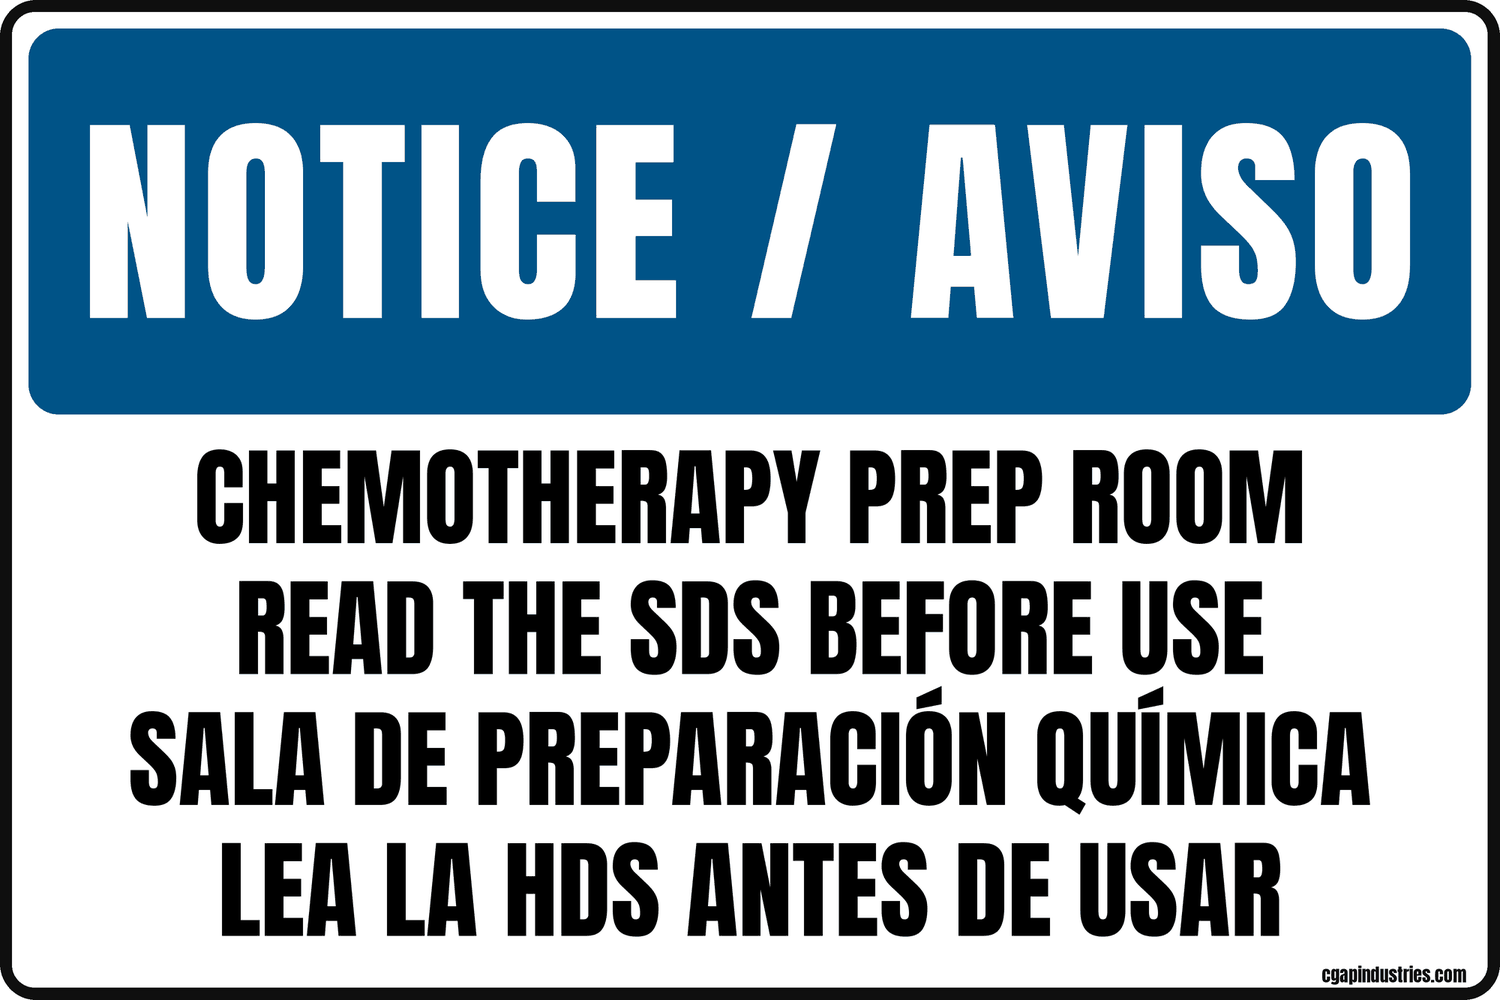 NOTICE / AVISO
CHEMOTHERAPY PREP ROOM
READ THE SDS BEFORE USE
SALA DE PREPARACIÓN QUÍMICA
LEA LA HDS ANTES DE USAR
cgapindustries.com